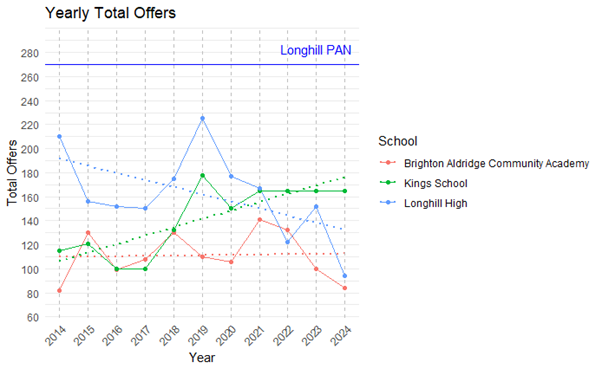 Yearly Total Offers
Longhill PAN
280
260
240
220
200
180
160
140
120
100
80
60
Total Offers
2014
2015
2016
2017
2018
2019
2020
2021
2022
2023
2024
Year
School
Brighton Aldridge Community Academy
Kings School
Longhill High